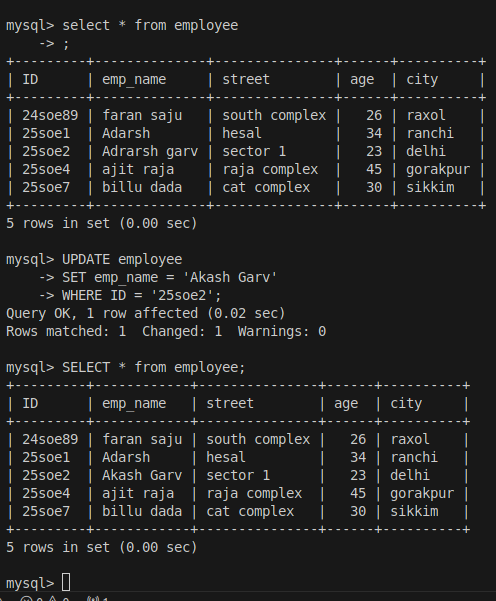 mysql> select * from employee
    -> ;
+---------+--------------+---------------+------+----------+
| ID      | emp_name     | street        | age  | city     |
+---------+--------------+---------------+------+----------+
| 24soe89 | faran saju   | south complex |   26 | raxol    |
| 25soe1  | Adarsh       | hesal         |   34 | ranchi   |
| 25soe2  | Adrarsh garv | sector 1      |   23 | delhi    |
| 25soe4  | ajit raja    | raja complex  |   45 | gorakpur |
| 25soe7  | billu dada   | cat complex   |   30 | sikkim   |
+---------+--------------+---------------+------+----------+
5 rows in set (0.00 sec)

mysql> UPDATE employee
    -> SET emp_name = 'Akash Garv'
    -> WHERE ID = '25soe2';
Query OK, 1 row affected (0.02 sec)
Rows matched: 1  Changed: 1  Warnings: 0

mysql> SELECT * from employee;
+---------+------------+---------------+------+----------+
| ID      | emp_name   | street        | age  | city     |
+---------+------------+---------------+------+----------+
| 24soe89 | faran saju | south complex |   26 | raxol    |
| 25soe1  | Adarsh     | hesal         |   34 | ranchi   |
| 25soe2  | Akash Garv | sector 1      |   23 | delhi    |
| 25soe4  | ajit raja  | raja complex  |   45 | gorakpur |
| 25soe7  | billu dada | cat complex   |   30 | sikkim   |
+---------+------------+---------------+------+----------+
5 rows in set (0.00 sec)

mysql>